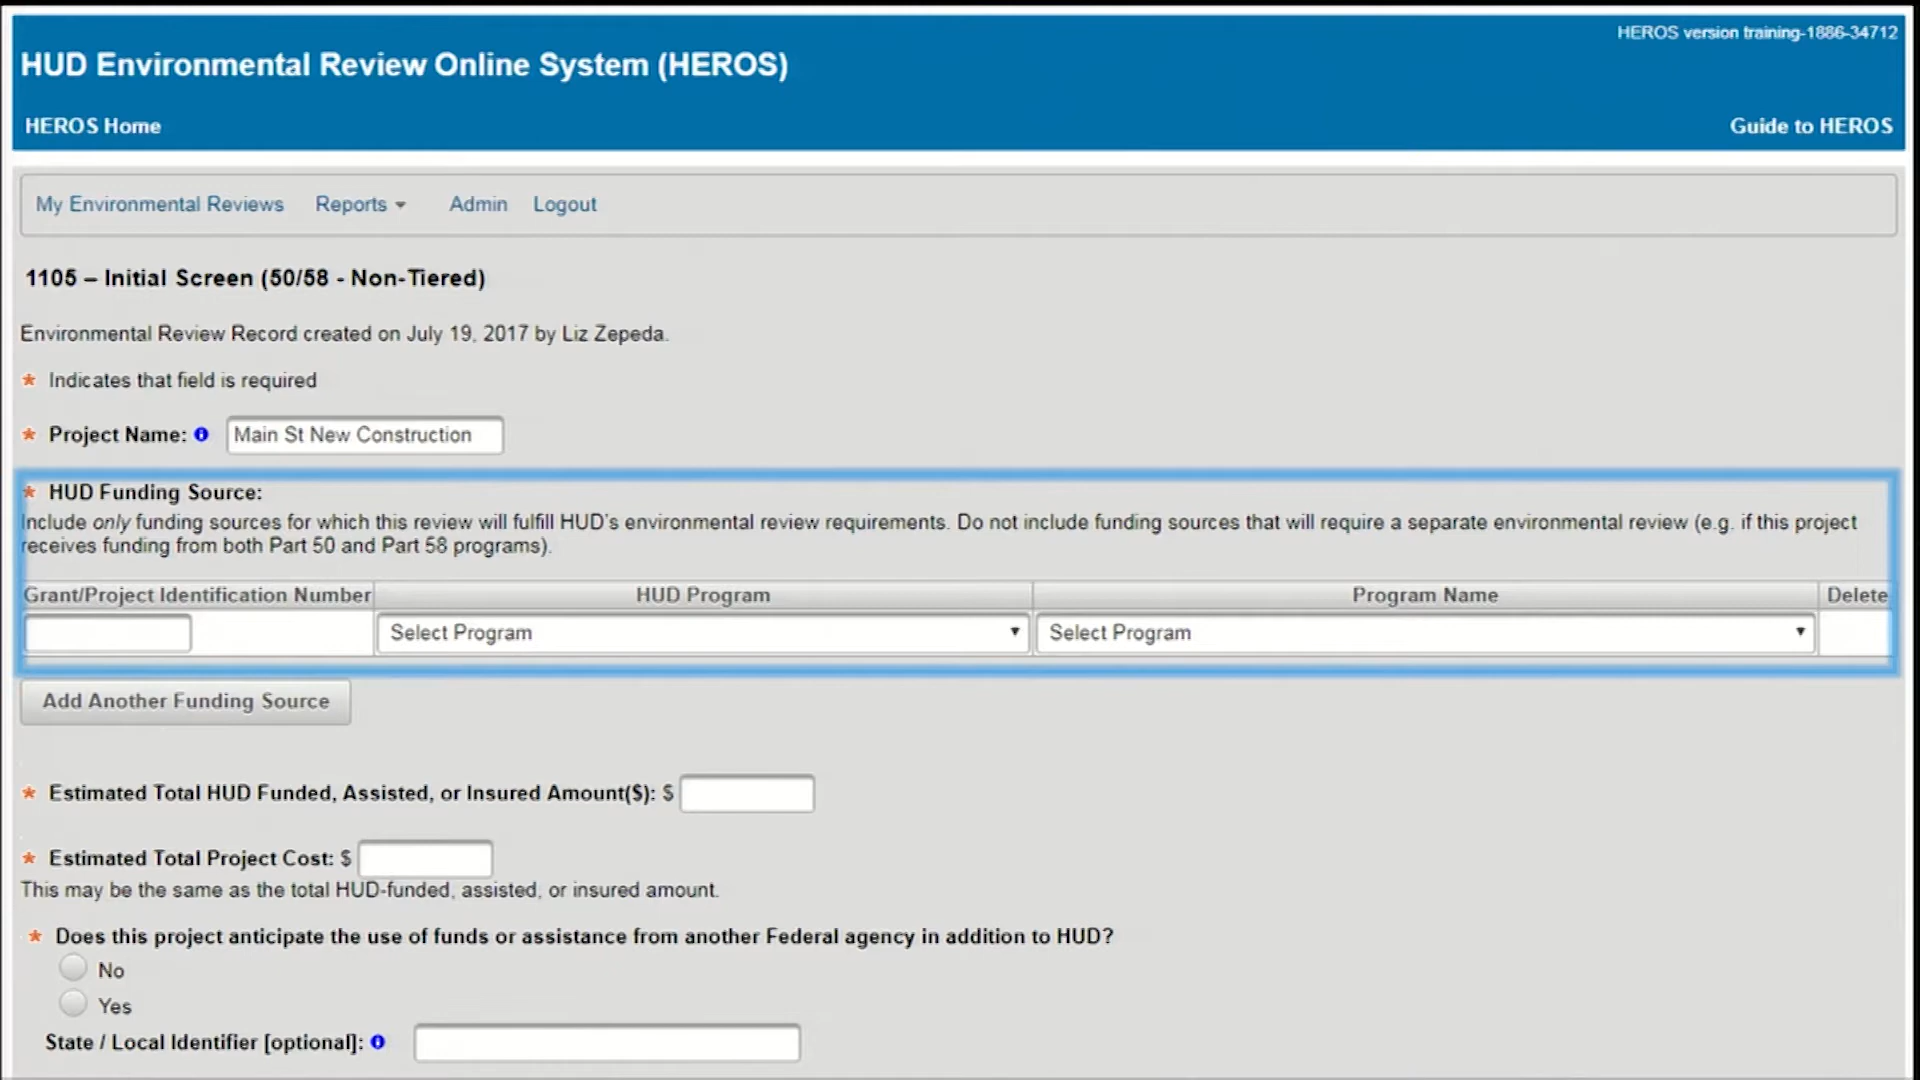 HEROS version training-1886-34712
HUD Environmental Review Online System (HEROS)
HEROS Home
Guide to HEROS
My Environmental Reviews Reports Admin Logout
1105 – Initial Screen (50/58 - Non-Tiered)
Environmental Review Record created on July 19, 2017 by Liz Zepeda.
* Indicates that field is required
* Project Name: Main St New Construction
* HUD Funding Source:
Include only funding sources for which this review will fulfill HUD's environmental review requirements. Do not include funding sources that will require a separate environmental review (e.g. if this project
receives funding from both Part 50 and Part 58 programs).
Grant/Project Identification Number HUD Program Program Name Delete
Select Program Select Program
Add Another Funding Source
* Estimated Total HUD Funded, Assisted, or Insured Amount($): $
* Estimated Total Project Cost: $
This may be the same as the total HUD-funded, assisted, or insured amount.
* Does this project anticipate the use of funds or assistance from another Federal agency in addition to HUD?
No
Yes
State / Local Identifier [optional]: